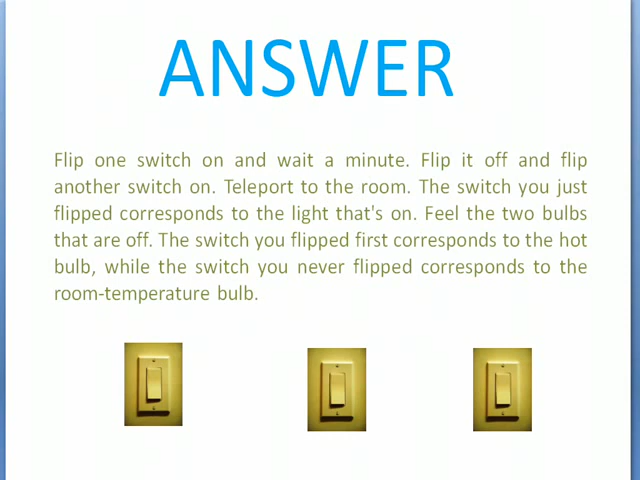 ANSWER
Flip one switch on and wait a minute. Flip it off and flip
another switch on. Teleport to the room. The switch you just
flipped corresponds to the light that's on. Feel the two bulbs
that are off. The switch you flipped first corresponds to the hot
bulb, while the switch you never flipped corresponds to the
room-temperature bulb.